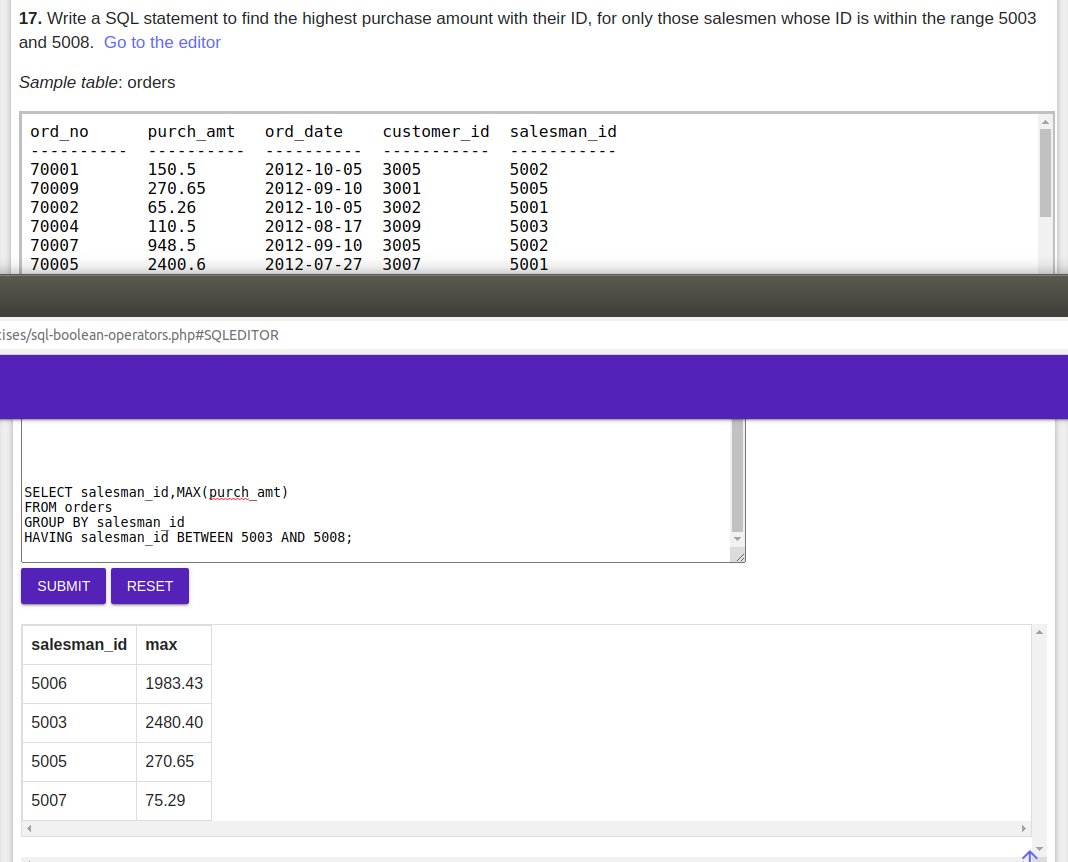 17. Write a SQL statement to find the highest purchase amount with their ID, for only those salesmen whose ID is within the range 5003
and 5008. Go to the editor
Sample table: orders
ord_no purch_amt ord_date customer_id salesman_id
---------- ---------- ---------- ----------- -----------
70001 150.5 2012-10-05 3005 5002
70009 270.65 2012-09-10 3001 5005
70002 65.26 2012-10-05 3002 5001
70004 110.5 2012-08-17 3009 5003
70007 948.5 2012-09-10 3005 5002
70005 2400.6 2012-07-27 3007 5001
ises/sql-boolean-operators.php#SQLEDITOR
SELECT salesman_id,MAX(purch_amt)
FROM orders
GROUP BY salesman_id
HAVING salesman_id BETWEEN 5003 AND 5008;
SUBMIT RESET
salesman_id max
5006 1983.43
5003 2480.40
5005 270.65
5007 75.29